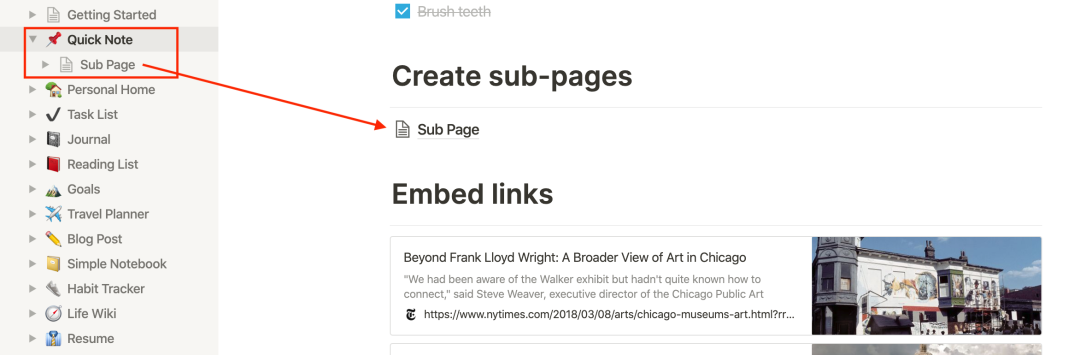 Getting Started
Quick Note
Sub Page
Personal Home
Task List
Journal
Reading List
Goals
Travel Planner
Blog Post
Simple Notebook
Habit Tracker
Life Wiki
Resume
Brush teeth
Create sub-pages
Sub Page
Embed links
Beyond Frank Lloyd Wright: A Broader View of Art in Chicago
"We had been aware of the Walker exhibit but hadn't quite known how to
connect," said Steve Weaver, executive director of the Chicago Public Art
https://www.nytimes.com/2018/03/08/arts/chicago-museums-art.html?rr...